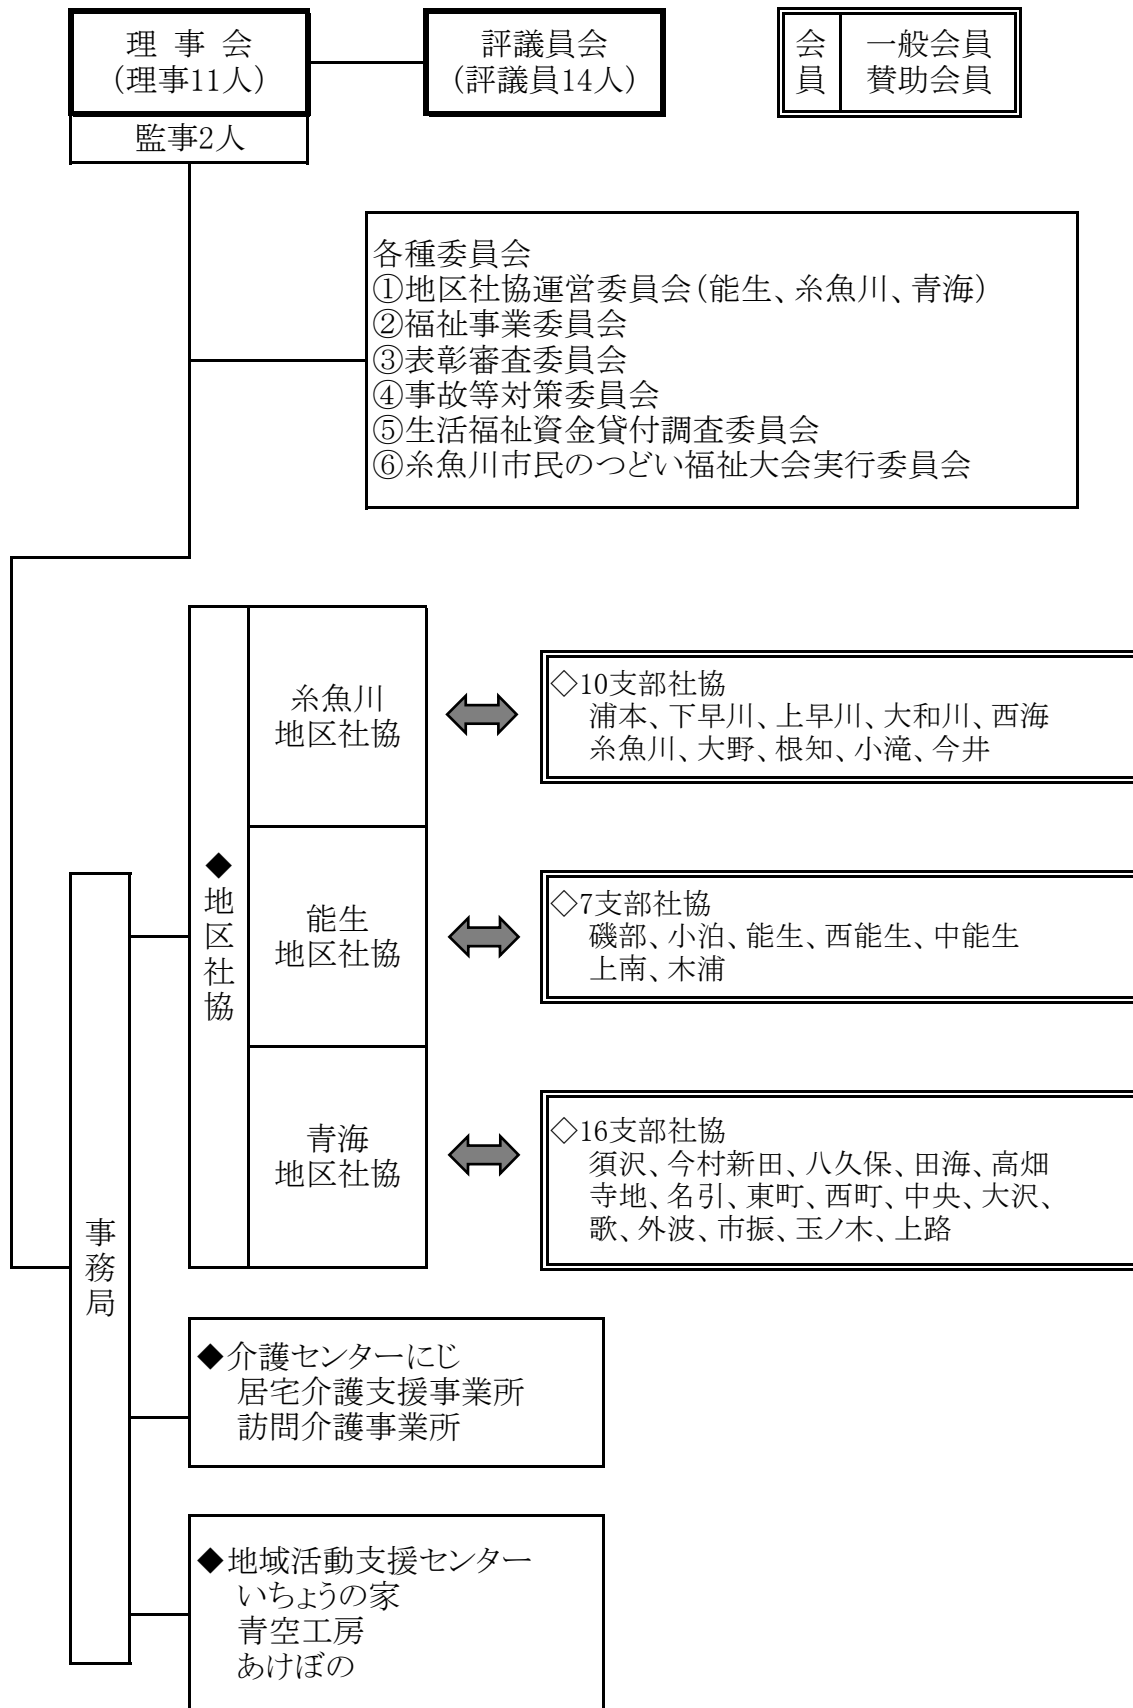 理 事 会
(理事11人)
評議員会
(評議員14人)
会員
一般会員
賛助会員
監事2人
各種委員会
①地区社協運営委員会(能生、糸魚川、青海)
②福祉事業委員会
③表彰審査委員会
④事故等対策委員会
⑤生活福祉資金貸付調査委員会
⑥糸魚川市民のつどい福祉大会実行委員会
◆地区社協
糸魚川
地区社協
◇10支部社協
浦本、下早川、上早川、大和川、西海
糸魚川、大野、根知、小滝、今井
能生
地区社協
◇7支部社協
磯部、小泊、能生、西能生、中能生
上南、木浦
青海
地区社協
◇16支部社協
須沢、今村新田、八久保、田海、高畑
寺地、名引、東町、西町、中央、大沢、
歌、外波、市振、玉ノ木、上路
事務局
◆介護センターにじ
居宅介護支援事業所
訪問介護事業所
◆地域活動支援センター
いちょうの家
青空工房
あけぼの